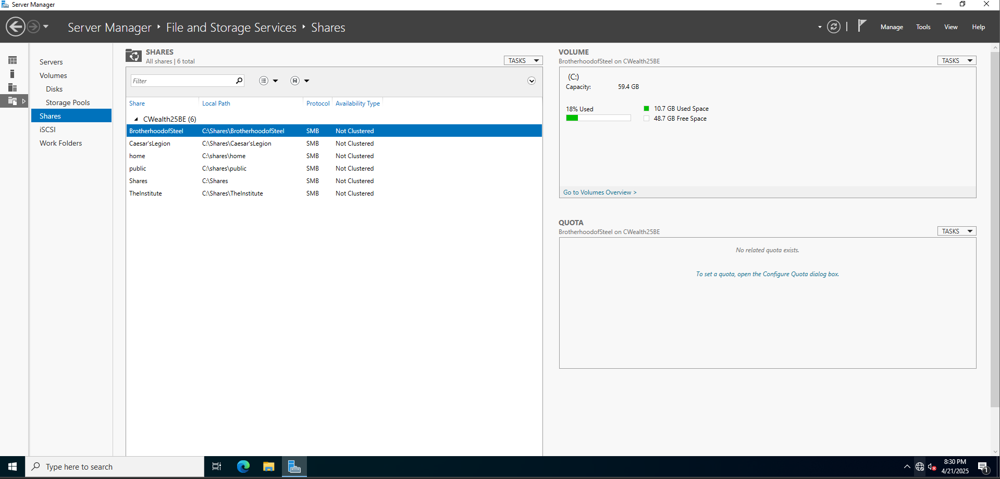 Server Manager
Server Manager ‣ File and Storage Services ‣ Shares
Manage Tools View Help
Servers
Volumes
Disks
Storage Pools
Shares
iSCSI
Work Folders
SHARES
All shares | 6 total
TASKS
Filter
Share Local Path Protocol Availability Type
CWealth25BE (6)
BrotherhoodofSteel C:\Shares\BrotherhoodofSteel SMB Not Clustered
Caesar'sLegion C:\Shares\Caesar'sLegion SMB Not Clustered
home C:\shares\home SMB Not Clustered
public C:\shares\public SMB Not Clustered
Shares C:\Shares SMB Not Clustered
TheInstitute C:\Shares\TheInstitute SMB Not Clustered
VOLUME
BrotherhoodofSteel on CWealth25BE
TASKS
(C:)
Capacity: 59.4 GB
18% Used
10.7 GB Used Space
48.7 GB Free Space
Go to Volumes Overview >
QUOTA
BrotherhoodofSteel on CWealth25BE
TASKS
No related quota exists.
To set a quota, open the Configure Quota dialog box.
Type here to search
8:30 PM
4/21/2025
1